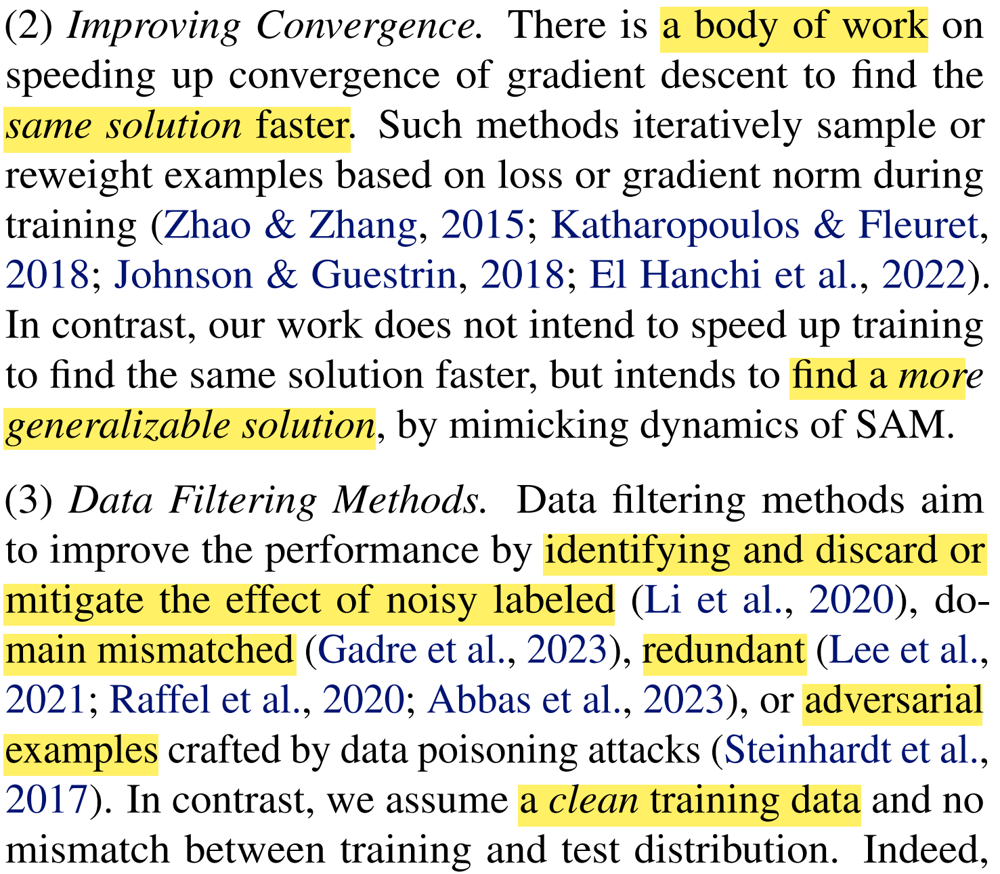 (2) Improving Convergence. There is a body of work on
speeding up convergence of gradient descent to find the
same solution faster. Such methods iteratively sample or
reweight examples based on loss or gradient norm during
training (Zhao & Zhang, 2015; Katharopoulos & Fleuret,
2018; Johnson & Guestrin, 2018; El Hanchi et al., 2022).
In contrast, our work does not intend to speed up training
to find the same solution faster, but intends to find a more
generalizable solution, by mimicking dynamics of SAM.
(3) Data Filtering Methods. Data filtering methods aim
to improve the performance by identifying and discard or
mitigate the effect of noisy labeled (Li et al., 2020), do-
main mismatched (Gadre et al., 2023), redundant (Lee et al.,
2021; Raffel et al., 2020; Abbas et al., 2023), or adversarial
examples crafted by data poisoning attacks (Steinhardt et al.,
2017). In contrast, we assume a clean training data and no
mismatch between training and test distribution. Indeed,